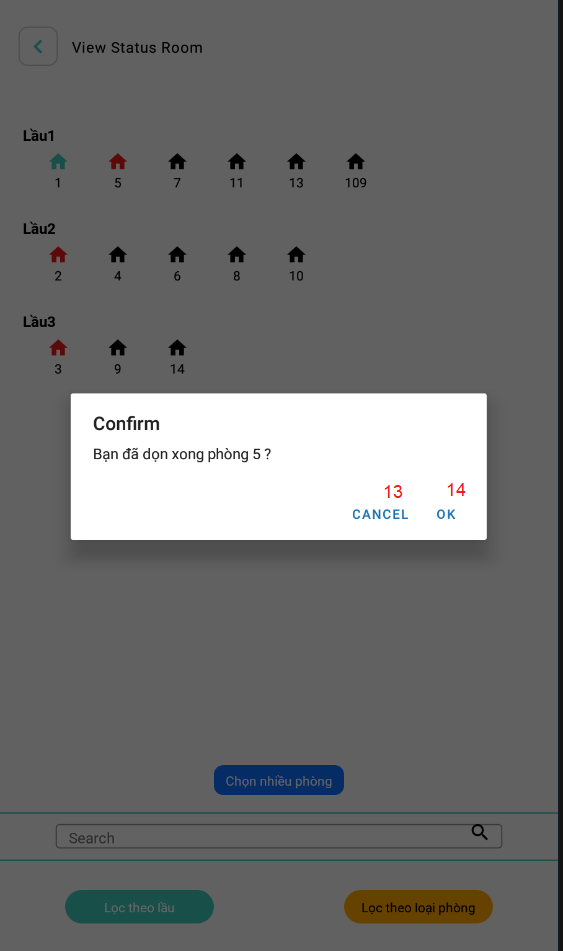 View Status Room
Lầu1
1 5 7 11 13 109
Lầu2
2 4 6 8 10
Lầu3
3 9 14
Confirm
Bạn đã dọn xong phòng 5 ?
13 14
CANCEL OK
Chọn nhiều phòng
Search
Lọc theo lầu Lọc theo loại phòng